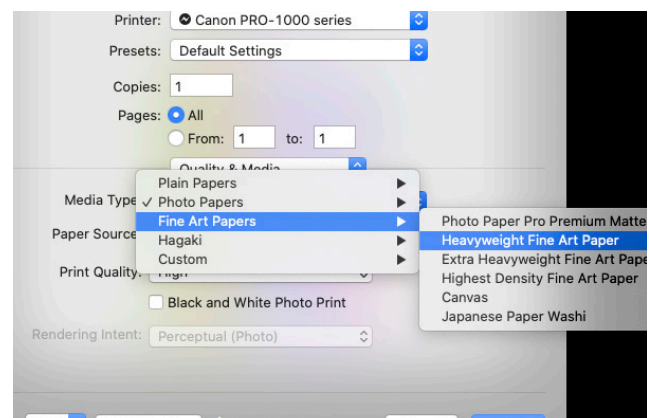 Printer: Canon PRO-1000 series
Presets: Default Settings
Copies: 1
Pages: All
From: 1 to: 1
Quality & Media
Media Type
Plain Papers
✓ Photo Papers
Fine Art Papers
Hagaki
Custom
Photo Paper Pro Premium Matte
Heavyweight Fine Art Paper
Extra Heavyweight Fine Art Pape
Highest Density Fine Art Paper
Canvas
Japanese Paper Washi
Paper Source
Print Quality: High
Black and White Photo Print
Rendering Intent: Perceptual (Photo)